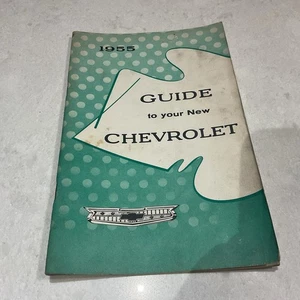 1955
GUIDE
to your New
CHEVROLET